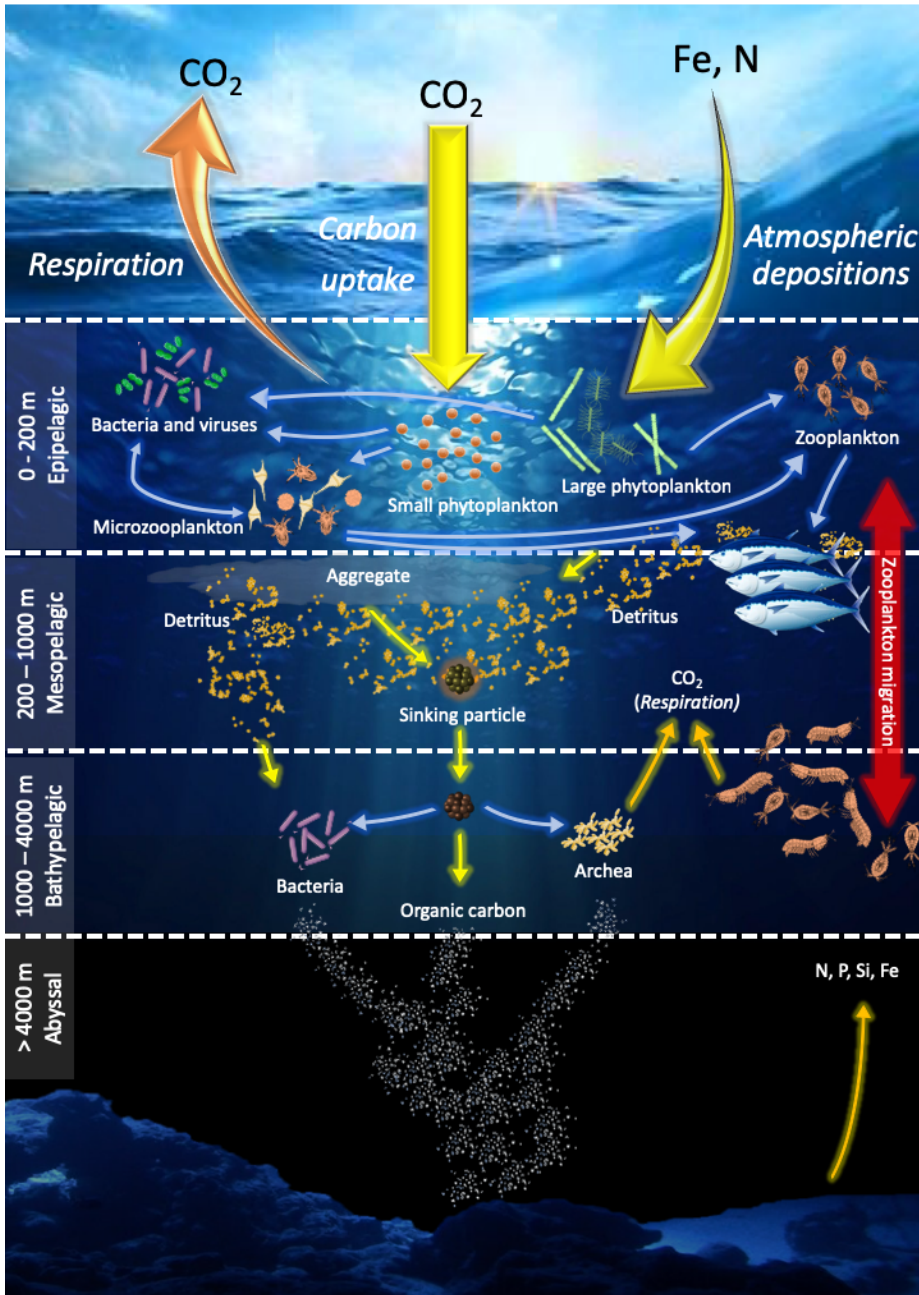 CO2
CO2
Fe, N
Respiration
Carbon
uptake
Atmospheric
depositions
0 - 200 m
Epipelagic
Bacteria and viruses
Zooplankton
Large phytoplankton
Small phytoplankton
Microzooplankton
200 – 1000 m
Mesopelagic
Aggregate
Detritus
Detritus
Zooplankton migration
CO2
(Respiration)
Sinking particle
1000 – 4000 m
Bathypelagic
Bacteria
Archea
Organic carbon
> 4000 m
Abyssal
N, P, Si, Fe